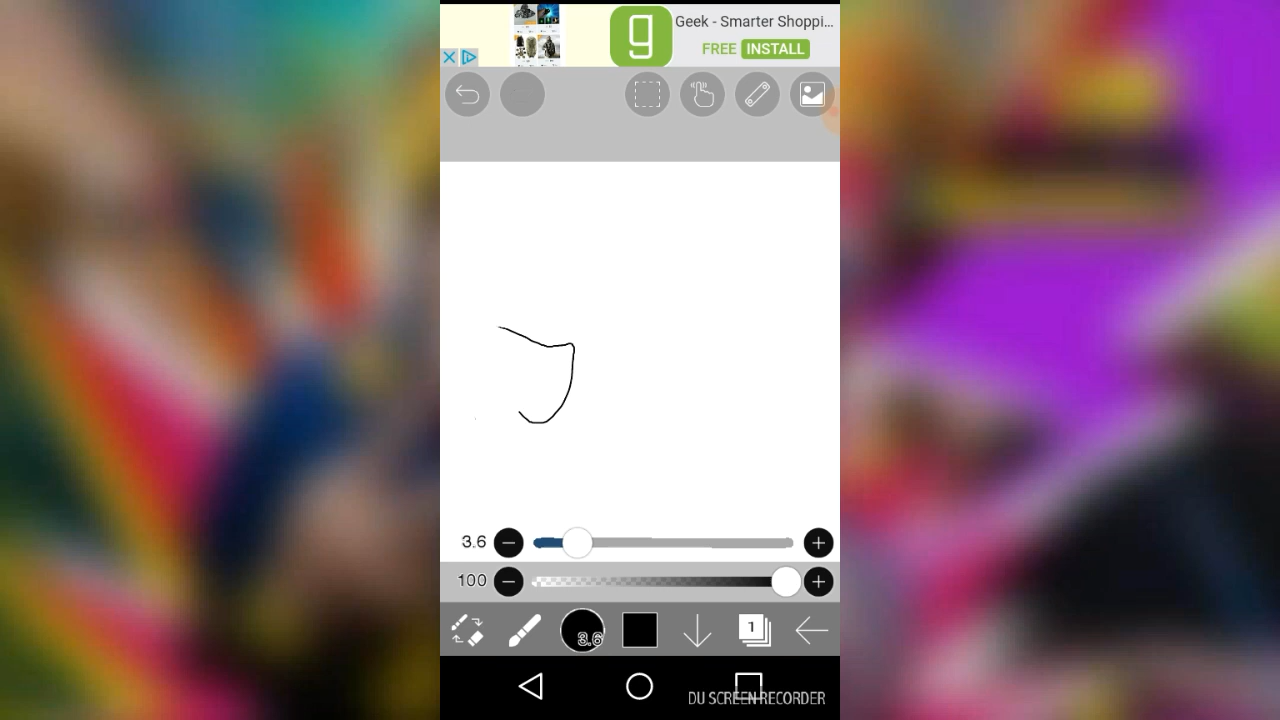 g
Geek - Smarter Shoppi...
FREE INSTALL
3.6
100
3.6
1
DU SCREEN RECORDER